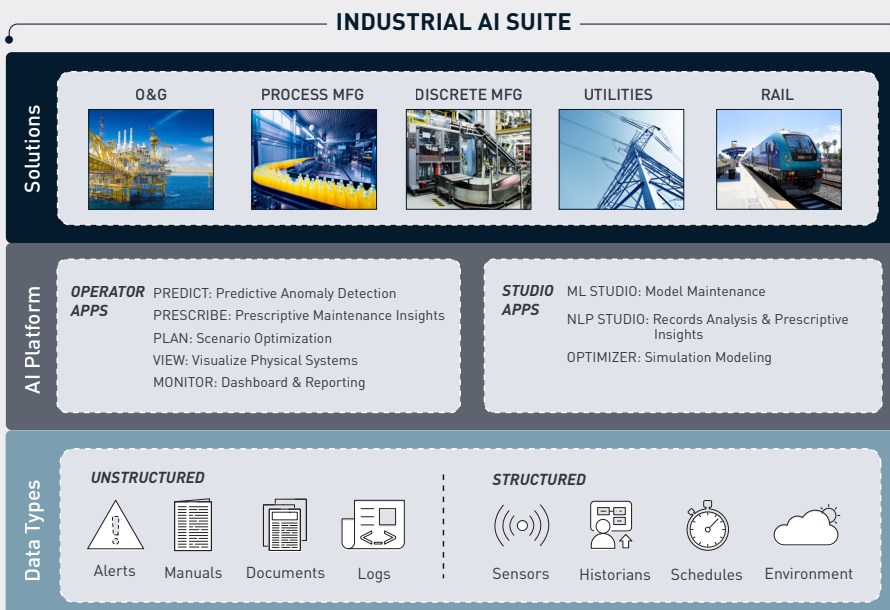 INDUSTRIAL AI SUITE
Solutions
O&G
PROCESS MFG
DISCRETE MFG
UTILITIES
RAIL
AI Platform
OPERATOR
APPS
PREDICT: Predictive Anomaly Detection
PRESCRIBE: Prescriptive Maintenance Insights
PLAN: Scenario Optimization
VIEW: Visualize Physical Systems
MONITOR: Dashboard & Reporting
STUDIO
APPS
ML STUDIO: Model Maintenance
NLP STUDIO: Records Analysis & Prescriptive
Insights
OPTIMIZER: Simulation Modeling
Data Types
UNSTRUCTURED
Alerts
Manuals
Documents
Logs
STRUCTURED
Sensors
Historians
Schedules
Environment